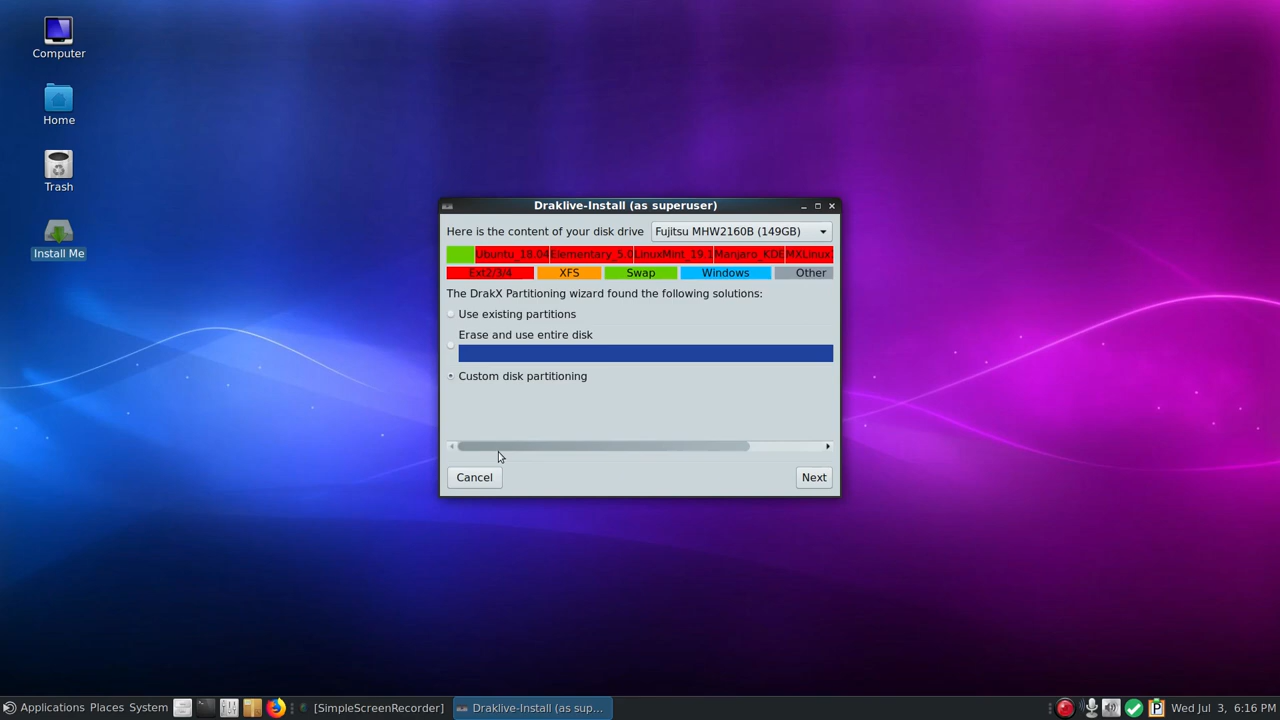 Computer
Home
Trash
Install Me
Draklive-Install (as superuser)
Here is the content of your disk drive
Fujitsu MHW2160B (149GB)
Ubuntu_18.04 Elementary_5.0 LinuxMint_19.1 Manjaro_KDE MXLinux
Ext2/3/4 XFS Swap Windows Other
The DrakX Partitioning wizard found the following solutions:
Use existing partitions
Erase and use entire disk
Custom disk partitioning
Cancel
Next
Applications Places System [SimpleScreenRecorder] Draklive-Install (as sup... Wed Jul 3, 6:16 PM